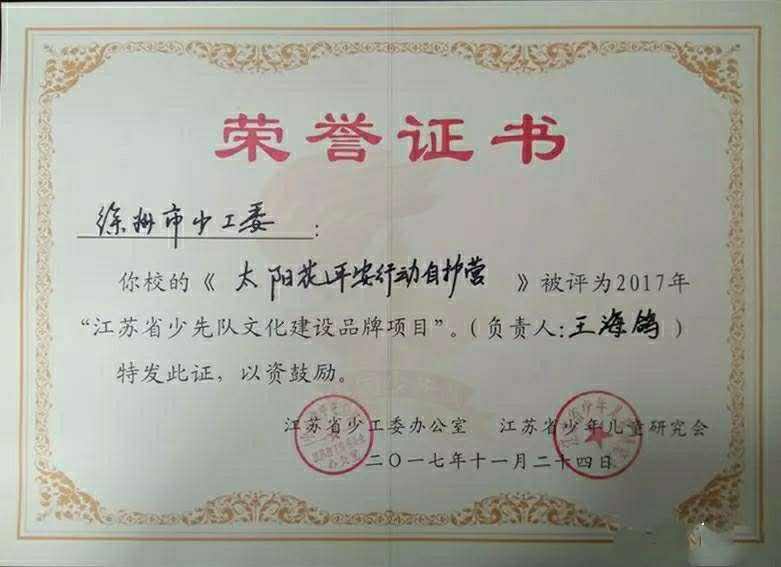 荣誉证书
徐州市少工委：
你校的《太阳花平安行动自护营》被评为2017年
“江苏省少先队文化建设品牌项目”。（负责人：王海鸽）
特发此证，以资鼓励。
江苏省少工委办公室 江苏省少年儿童研究会
二〇一七年十一月二十四日